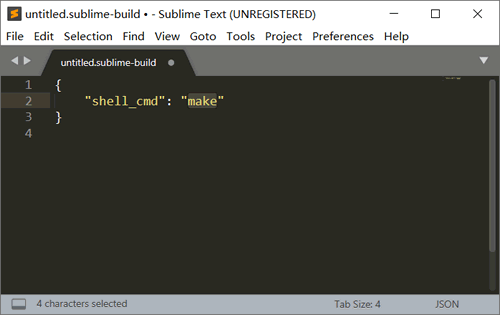 untitled.sublime-build • - Sublime Text (UNREGISTERED)
File Edit Selection Find View Goto Tools Project Preferences Help
untitled.sublime-build
1 {
2 "shell_cmd": "make"
3 }
4
4 characters selected Tab Size: 4 JSON